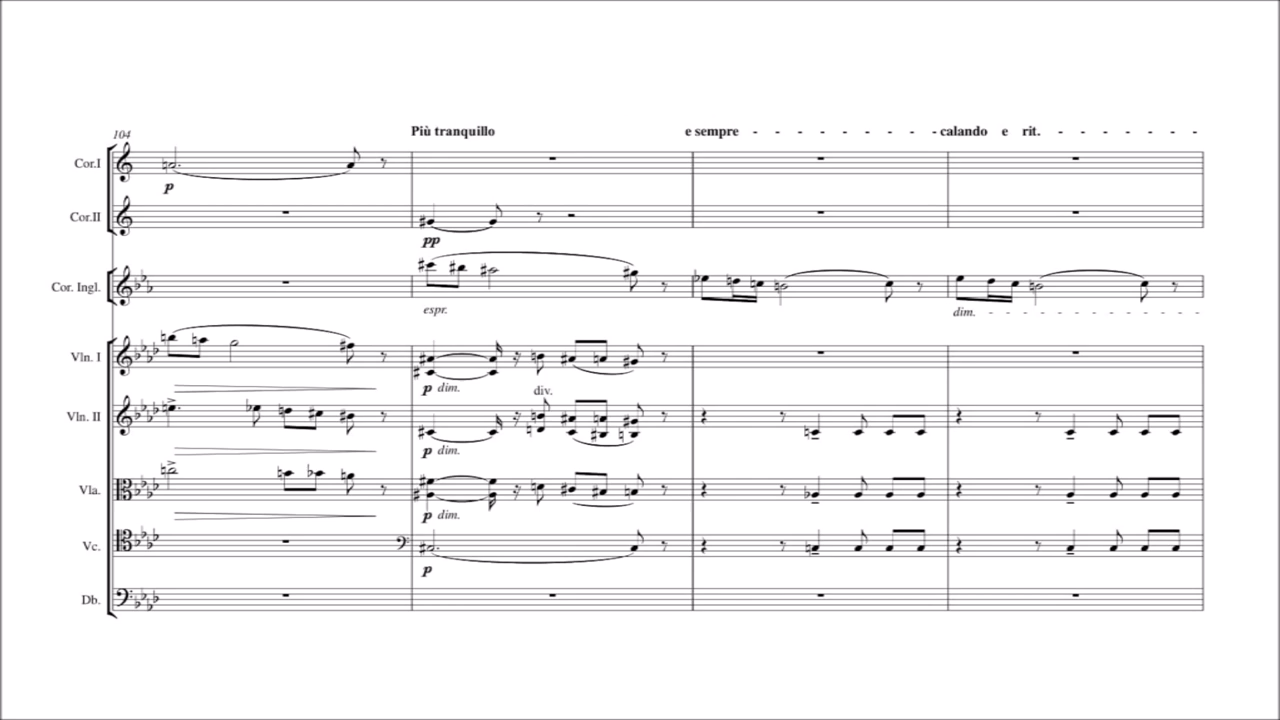 104
Più tranquillo e sempre - - - - - - - - - calando e rit. - - - - - - -
Cor.I
p
Cor.II
pp
Cor. Ingl.
espr.
dim. - - - - - - - - - - -
Vln. I
p dim.
div.
Vln. II
p dim.
Vla.
p dim.
Vc.
p
Db.